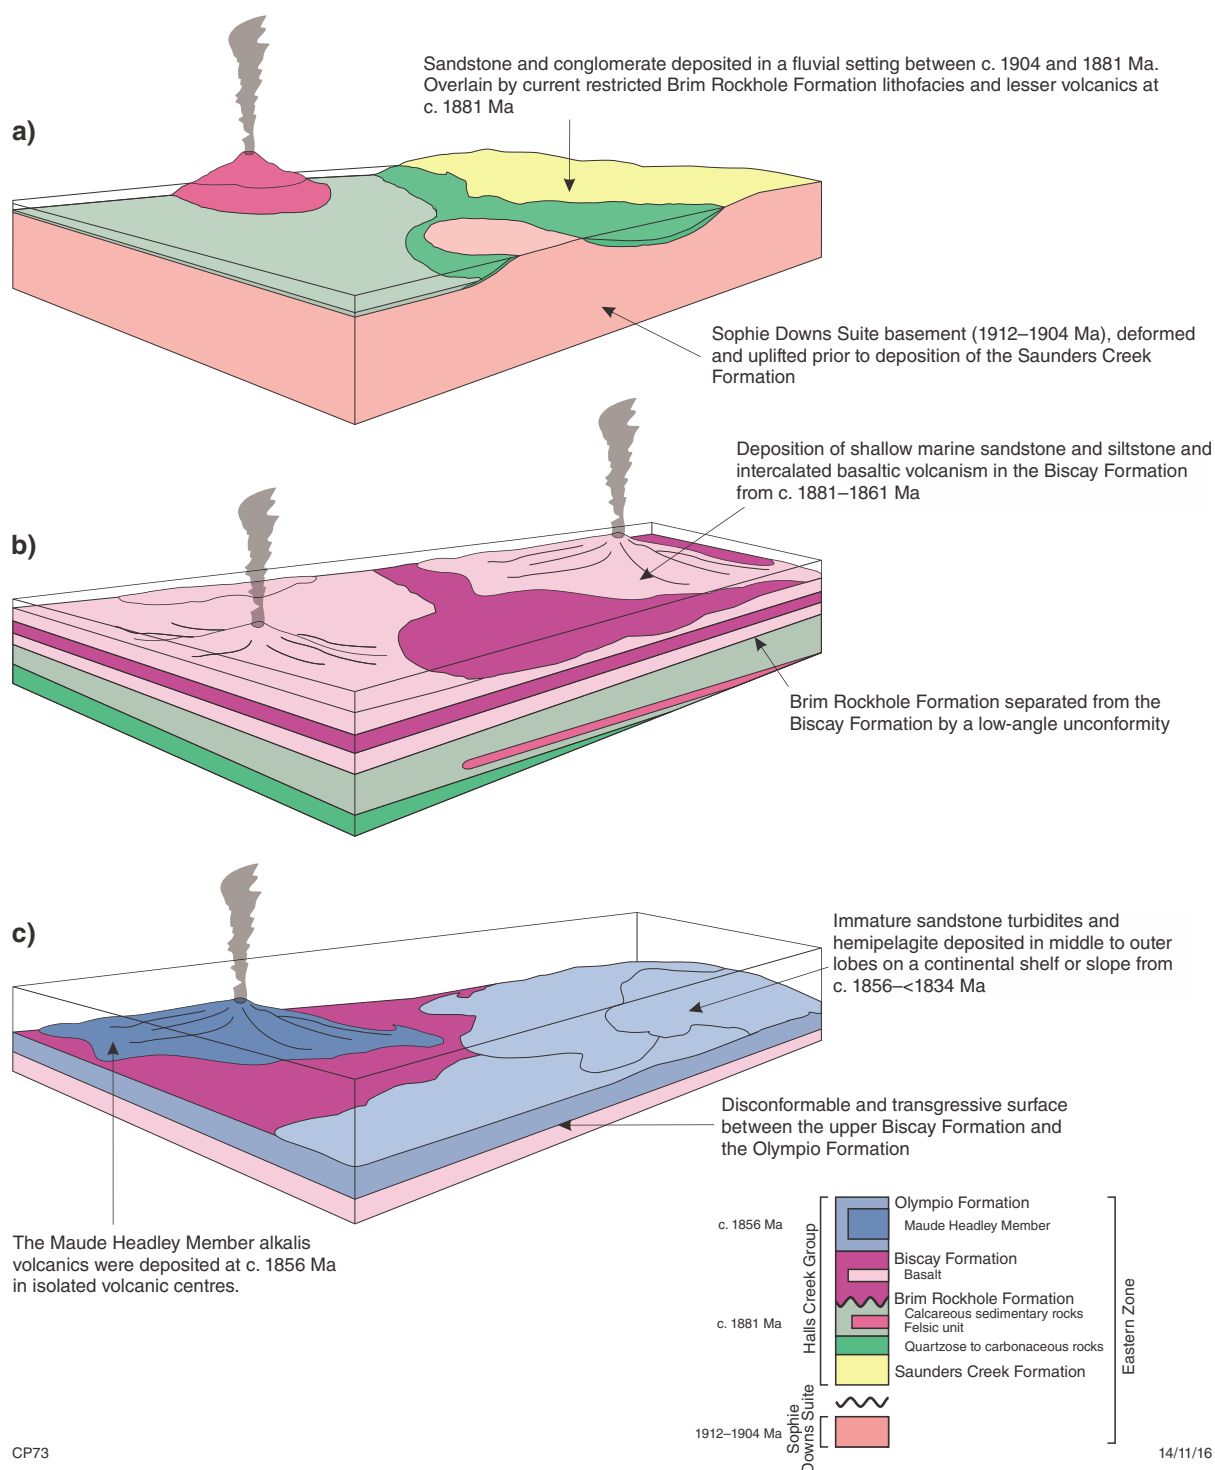 a)
Sandstone and conglomerate deposited in a fluvial setting between c. 1904 and 1881 Ma.
Overlain by current restricted Brim Rockhole Formation lithofacies and lesser volcanics at
c. 1881 Ma
Sophie Downs Suite basement (1912–1904 Ma), deformed
and uplifted prior to deposition of the Saunders Creek
Formation
b)
Deposition of shallow marine sandstone and siltstone and
intercalated basaltic volcanism in the Biscay Formation
from c. 1881–1861 Ma
Brim Rockhole Formation separated from the
Biscay Formation by a low-angle unconformity
c)
Immature sandstone turbidites and
hemipelagite deposited in middle to outer
lobes on a continental shelf or slope from
c. 1856–<1834 Ma
Disconformable and transgressive surface
between the upper Biscay Formation and
the Olympio Formation
The Maude Headley Member alkalis
volcanics were deposited at c. 1856 Ma
in isolated volcanic centres.
c. 1856 Ma
c. 1881 Ma
1912–1904 Ma
Halls Creek Group
Sophie
Downs Suite
Olympio Formation
Maude Headley Member
Biscay Formation
Basalt
Brim Rockhole Formation
Calcareous sedimentary rocks
Felsic unit
Quartzose to carbonaceous rocks
Saunders Creek Formation
Eastern Zone
CP73
14/11/16